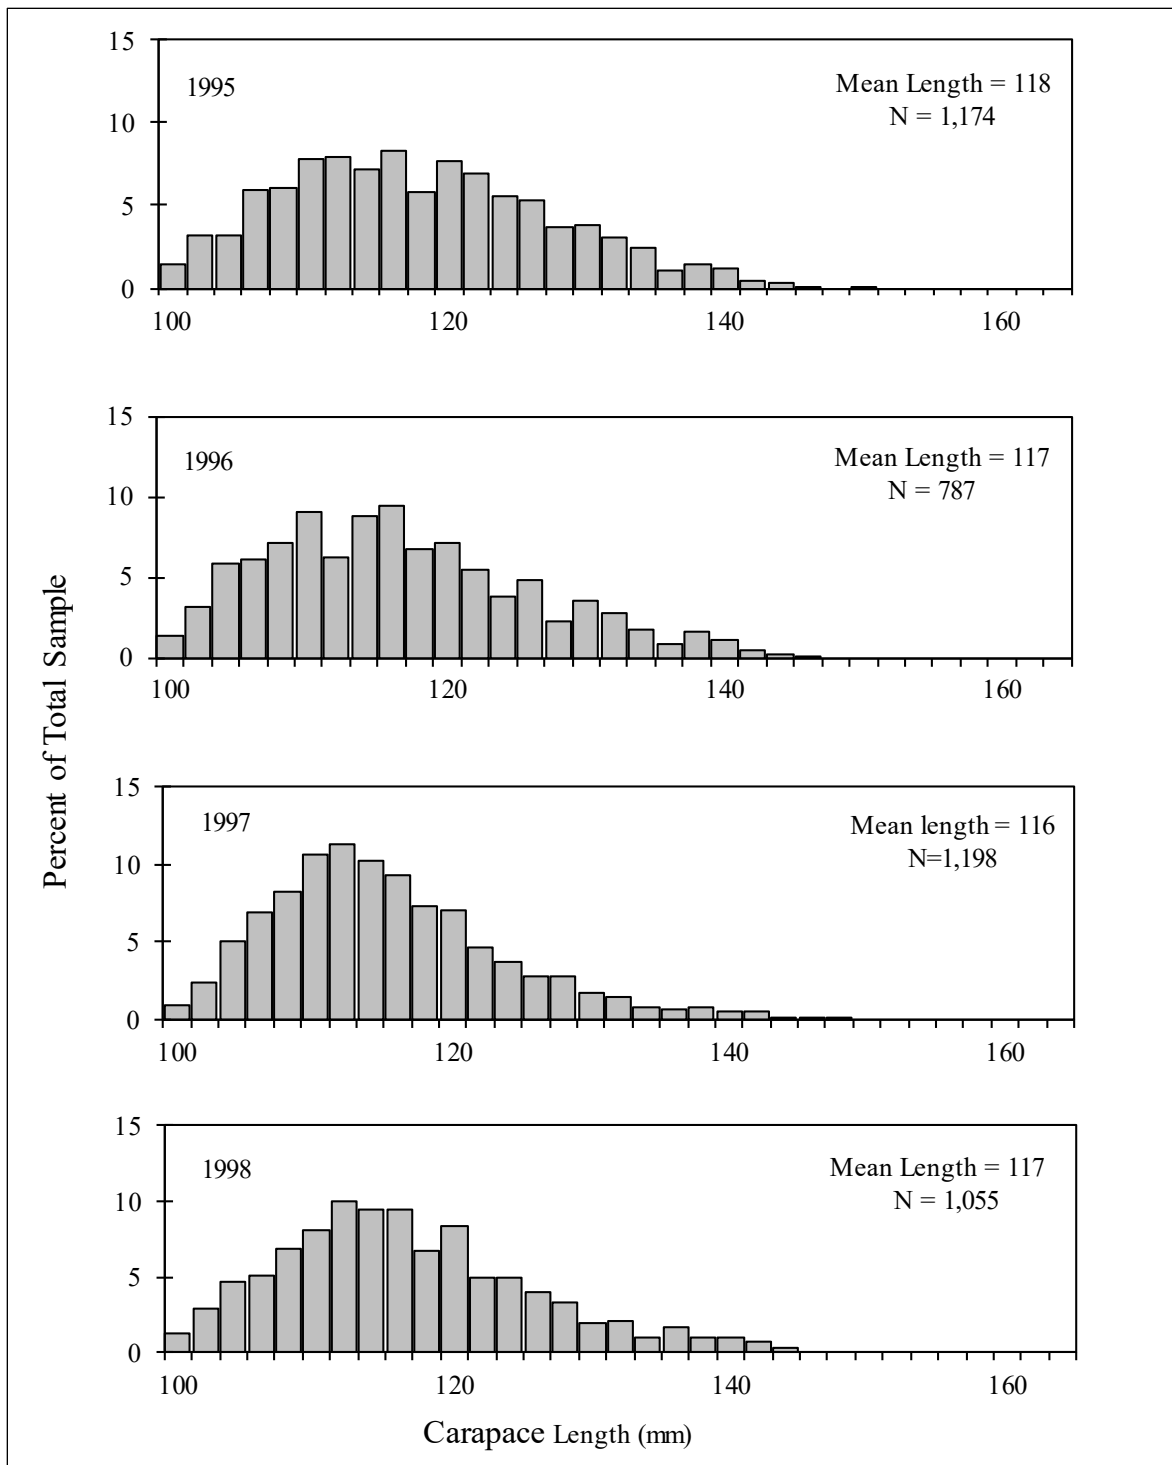 Percent of Total Sample
15
10
5
0
1995
Mean Length = 118
N = 1,174
100 120 140 160
15
10
5
0
1996
Mean Length = 117
N = 787
100 120 140 160
15
10
5
0
1997
Mean length = 116
N=1,198
100 120 140 160
15
10
5
0
1998
Mean Length = 117
N = 1,055
100 120 140 160
Carapace Length (mm)